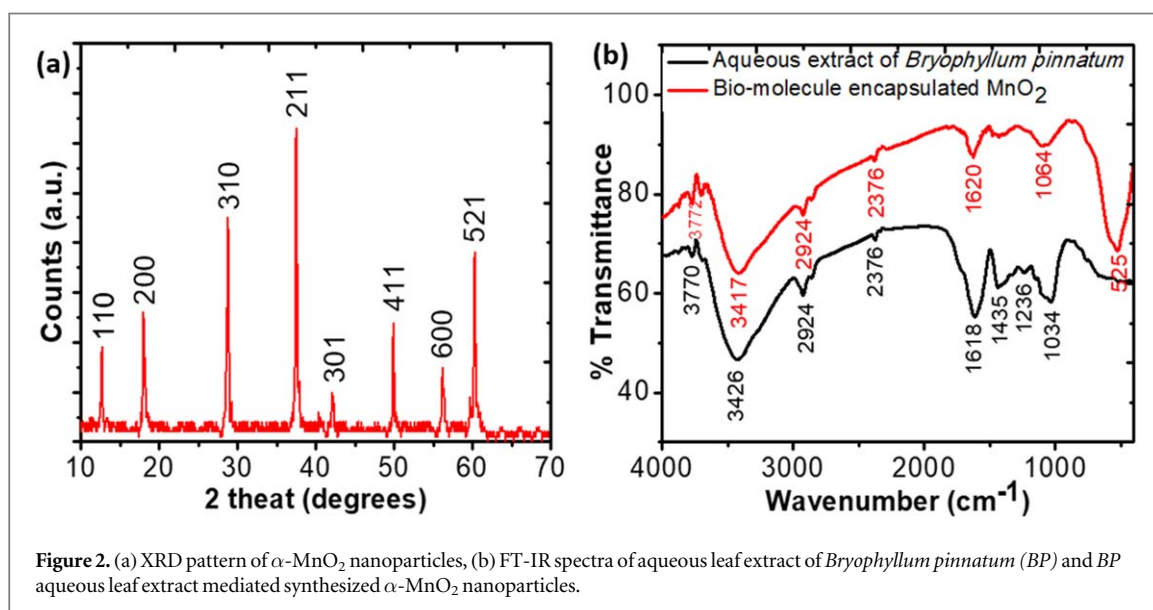 (a)
Counts (a.u.)
110
200
310
211
301
411
600
521
10 20 30 40 50 60 70
2 theat (degrees)
(b)
Aqueous extract of Bryophyllum pinnatum
Bio-molecule encapsulated MnO₂
% Transmittance
100
80
60
40
3772
3417
2924
2376
1620
1064
525
3770
3426
2924
2376
1618
1435
1236
1034
4000 3000 2000 1000
Wavenumber (cm⁻¹)
Figure 2. (a) XRD pattern of α-MnO₂ nanoparticles, (b) FT-IR spectra of aqueous leaf extract of Bryophyllum pinnatum (BP) and BP
aqueous leaf extract mediated synthesized α-MnO₂ nanoparticles.